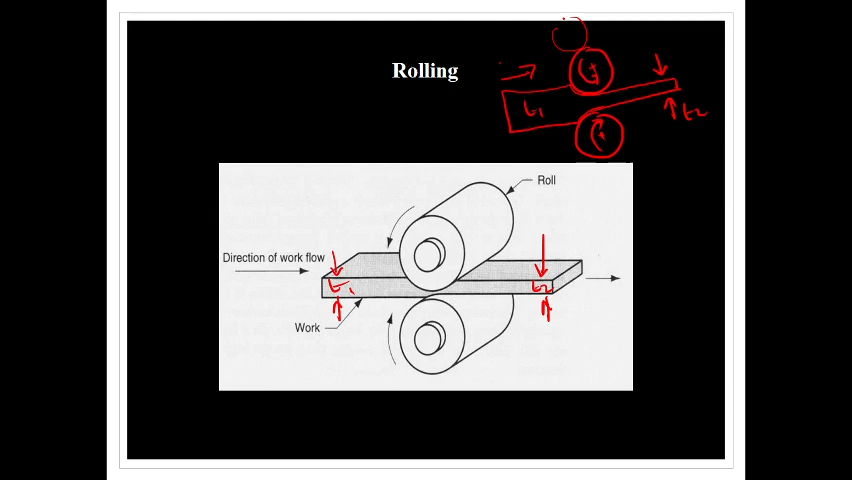 Rolling
t1
t2
Roll
Direction of work flow
t1
t2
Work